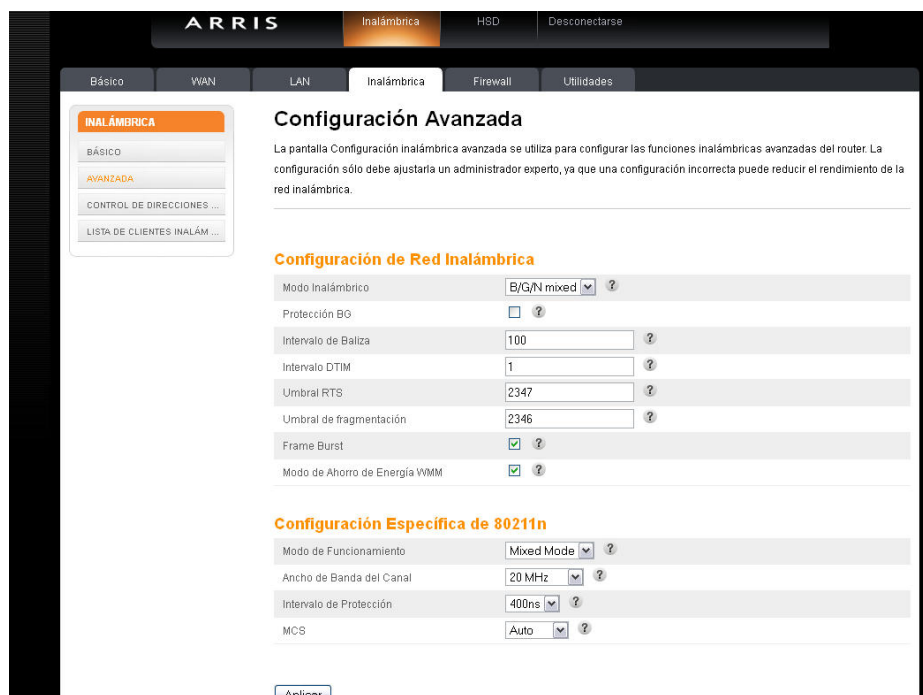 ARRIS
Inalámbrica
HSD
Desconectarse
Básico
WAN
LAN
Inalámbrica
Firewall
Utilidades
INALÁMBRICA
BÁSICO
AVANZADA
CONTROL DE DIRECCIONES ...
LISTA DE CLIENTES INALÁM ...
Configuración Avanzada
La pantalla Configuración inalámbrica avanzada se utiliza para configurar las funciones inalámbricas avanzadas del router. La
configuración sólo debe ajustarla un administrador experto, ya que una configuración incorrecta puede reducir el rendimiento de la
red inalámbrica.
Configuración de Red Inalámbrica
Modo Inalámbrico B/G/N mixed ?
Protección BG ?
Intervalo de Baliza 100 ?
Intervalo DTIM 1 ?
Umbral RTS 2347 ?
Umbral de fragmentación 2346 ?
Frame Burst ?
Modo de Ahorro de Energía WMM ?
Configuración Específica de 80211n
Modo de Funcionamiento Mixed Mode ?
Ancho de Banda del Canal 20 MHz ?
Intervalo de Protección 400ns ?
MCS Auto ?
Aplicar